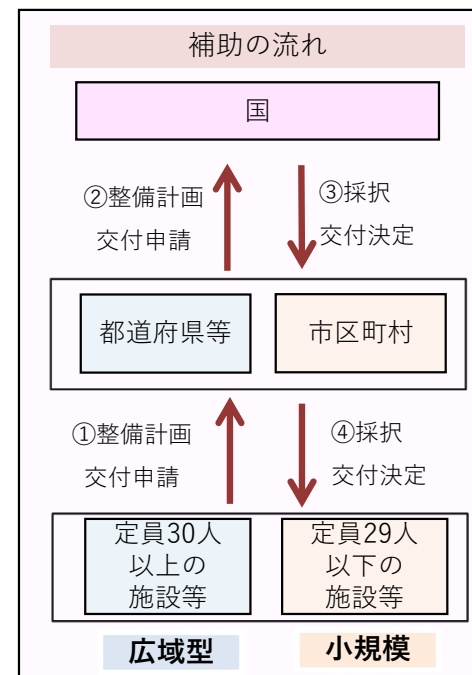 補助の流れ
国
②整備計画
交付申請
③採択
交付決定
都道府県等
市区町村
①整備計画
交付申請
④採択
交付決定
定員30人
以上の
施設等
定員29人
以下の
施設等
広域型
小規模